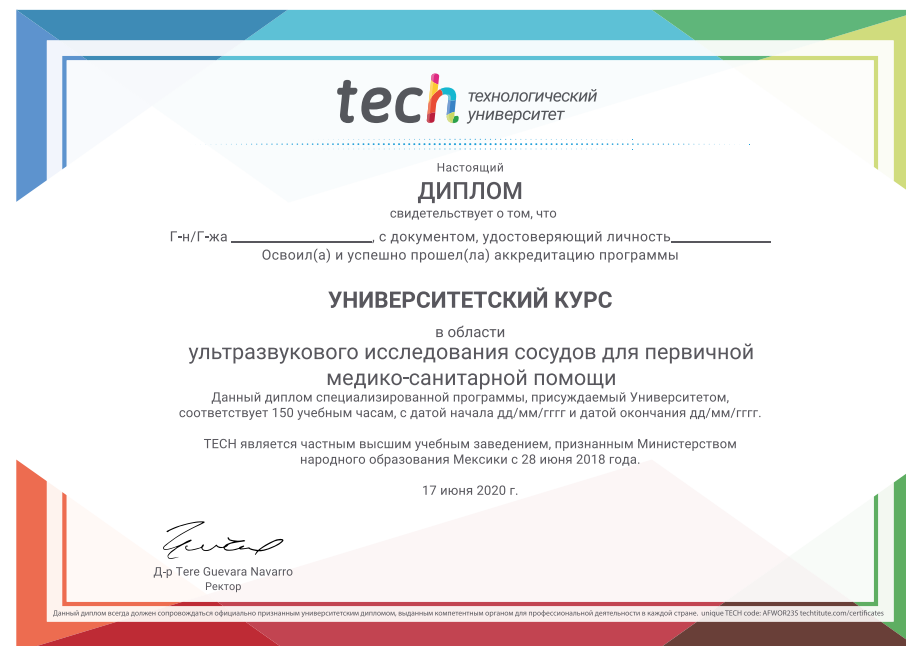 tech технологический
университет
Настоящий
ДИПЛОМ
свидетельствует о том, что
Г-н/Г-жа ____________________, с документом, удостоверяющий личность______________
Освоил(а) и успешно прошел(ла) аккредитацию программы
УНИВЕРСИТЕТСКИЙ КУРС
в области
ультразвукового исследования сосудов для первичной
медико-санитарной помощи
Данный диплом специализированной программы, присуждаемый Университетом,
соответствует 150 учебным часам, с датой начала дд/мм/гггг и датой окончания дд/мм/гггг.
TECH является частным высшим учебным заведением, признанным Министерством
народного образования Мексики с 28 июня 2018 года.
17 июня 2020 г.
Д-р Tere Guevara Navarro
Ректор
Данный диплом всегда должен сопровождаться официально признанным университетским дипломом, выданным компетентным органом для профессиональной деятельности в каждой стране. unique TECH code: AFWOR23S techtitute.com/certificates